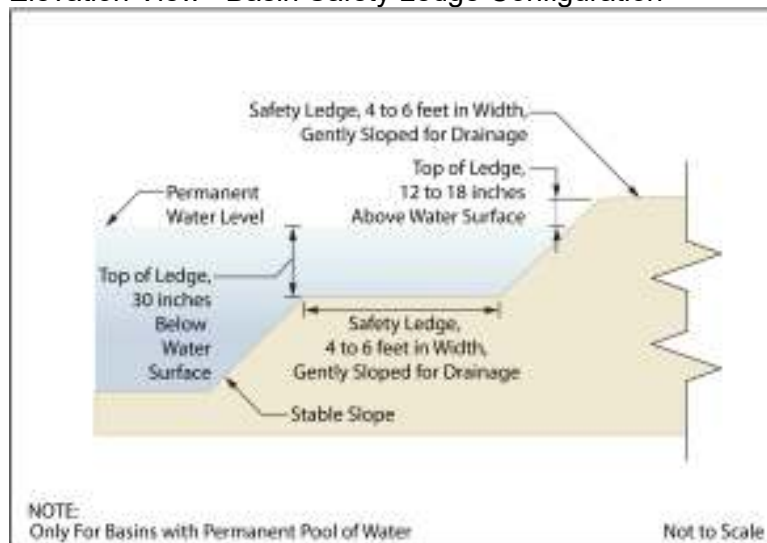 Elevation View - Basin Safety Ledge Configuration
Safety Ledge, 4 to 6 feet in Width,
Gently Sloped for Drainage
Top of Ledge,
12 to 18 inches
Above Water Surface
Permanent
Water Level
Top of Ledge,
30 inches
Below
Water
Surface
Safety Ledge,
4 to 6 feet in Width,
Gently Sloped for Drainage
Stable Slope
NOTE:
Only For Basins with Permanent Pool of Water
Not to Scale